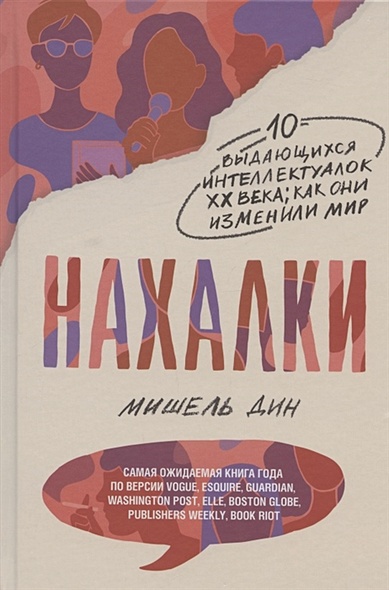 10
ВЫДАЮЩИХСЯ
ИНТЕЛЛЕКТУАЛОК
XX ВЕКА; КАК ОНИ
ИЗМЕНИЛИ МИР
НАХАЛКИ
МИШЕЛЬ ДИН
САМАЯ ОЖИДАЕМАЯ КНИГА ГОДА
ПО ВЕРСИИ VOGUE, ESQUIRE, GUARDIAN,
WASHINGTON POST, ELLE, BOSTON GLOBE,
PUBLISHERS WEEKLY, BOOK RIOT